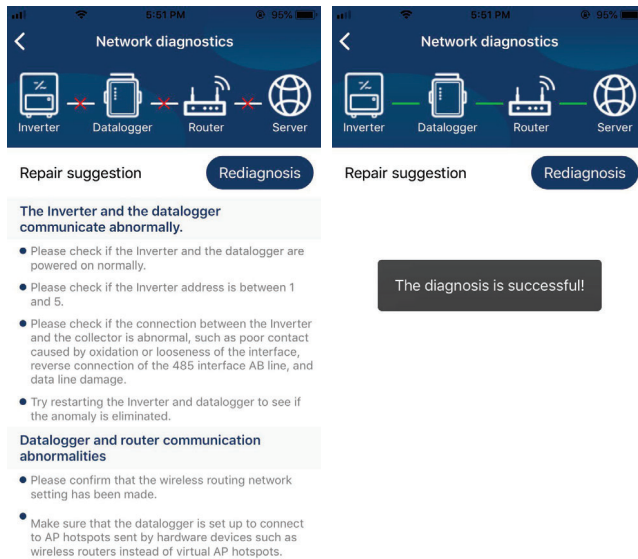 5:51 PM
95%
Network diagnostics
Inverter Datalogger Router Server
Repair suggestion
Rediagnosis
The Inverter and the datalogger
communicate abnormally.
Please check if the Inverter and the datalogger are
powered on normally.
Please check if the Inverter address is between 1
and 5.
Please check if the connection between the Inverter
and the collector is abnormal, such as poor contact
caused by oxidation or looseness of the interface,
reverse connection of the 485 interface AB line, and
data line damage.
Try restarting the Inverter and datalogger to see if
the anomaly is eliminated.
Datalogger and router communication
abnormalities
Please confirm that the wireless routing network
setting has been made.
Make sure that the datalogger is set up to connect
to AP hotspots sent by hardware devices such as
wireless routers instead of virtual AP hotspots.
5:51 PM
95%
Network diagnostics
Inverter Datalogger Router Server
Repair suggestion
Rediagnosis
The diagnosis is successful!